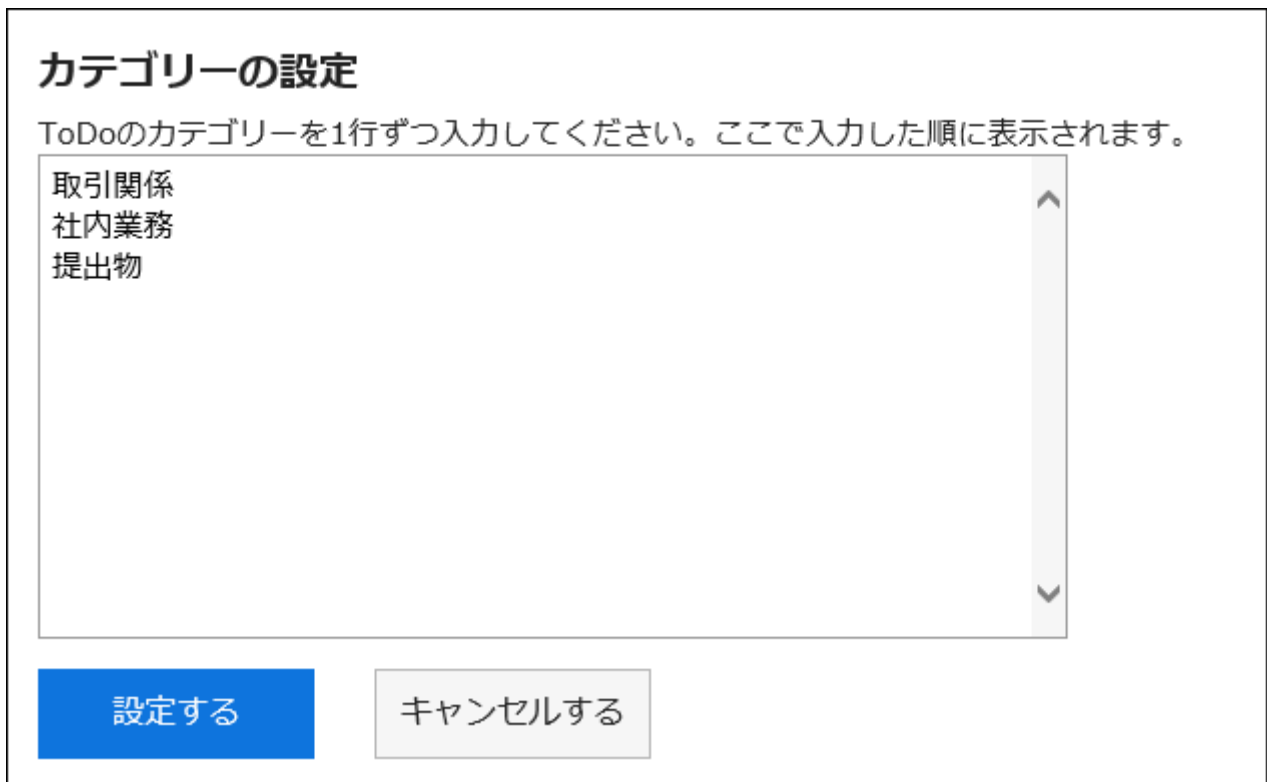 カテゴリーの設定
ToDoのカテゴリーを1行ずつ入力してください。ここで入力した順に表示されます。
取引関係
社内業務
提出物
設定する
キャンセルする